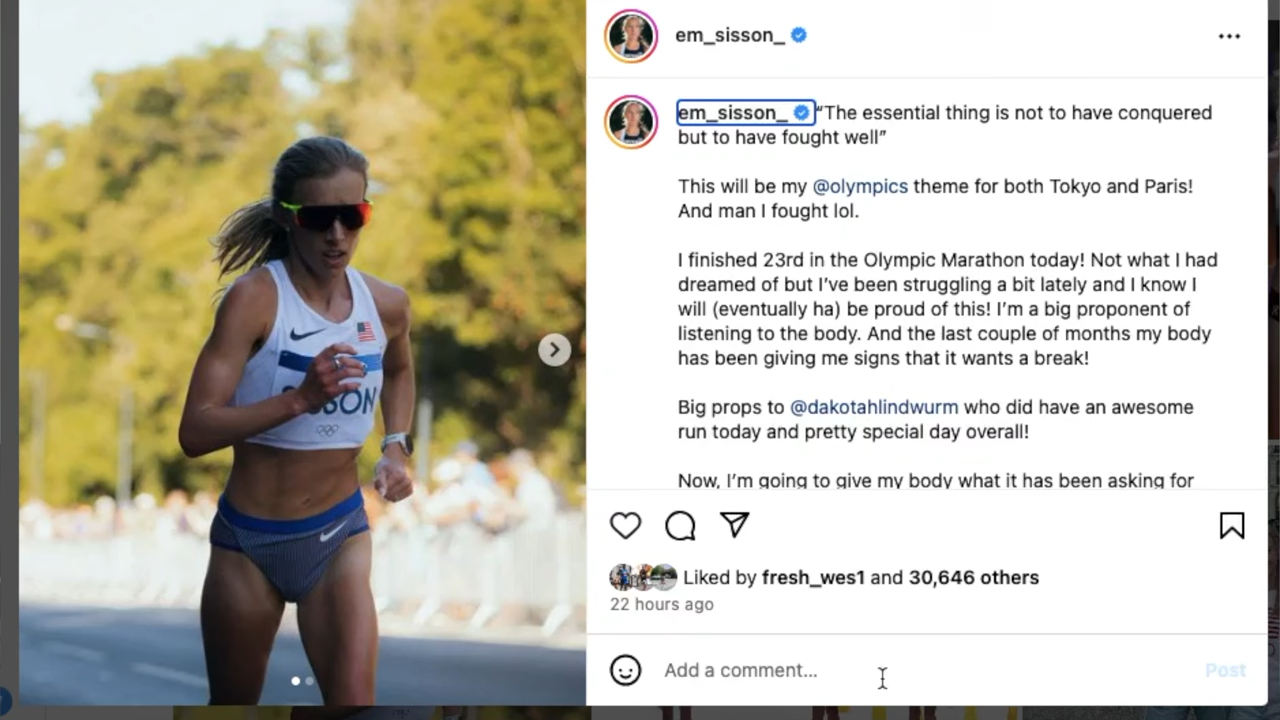 em_sisson_
em_sisson_ “The essential thing is not to have conquered
but to have fought well”
This will be my @olympics theme for both Tokyo and Paris!
And man I fought lol.
I finished 23rd in the Olympic Marathon today! Not what I had
dreamed of but I’ve been struggling a bit lately and I know I
will (eventually ha) be proud of this! I’m a big proponent of
listening to the body. And the last couple of months my body
has been giving me signs that it wants a break!
Big props to @dakotahlindwurm who did have an awesome
run today and pretty special day overall!
Now, I’m going to give my body what it has been asking for
Liked by fresh_wes1 and 30,646 others
22 hours ago
Add a comment...
Post